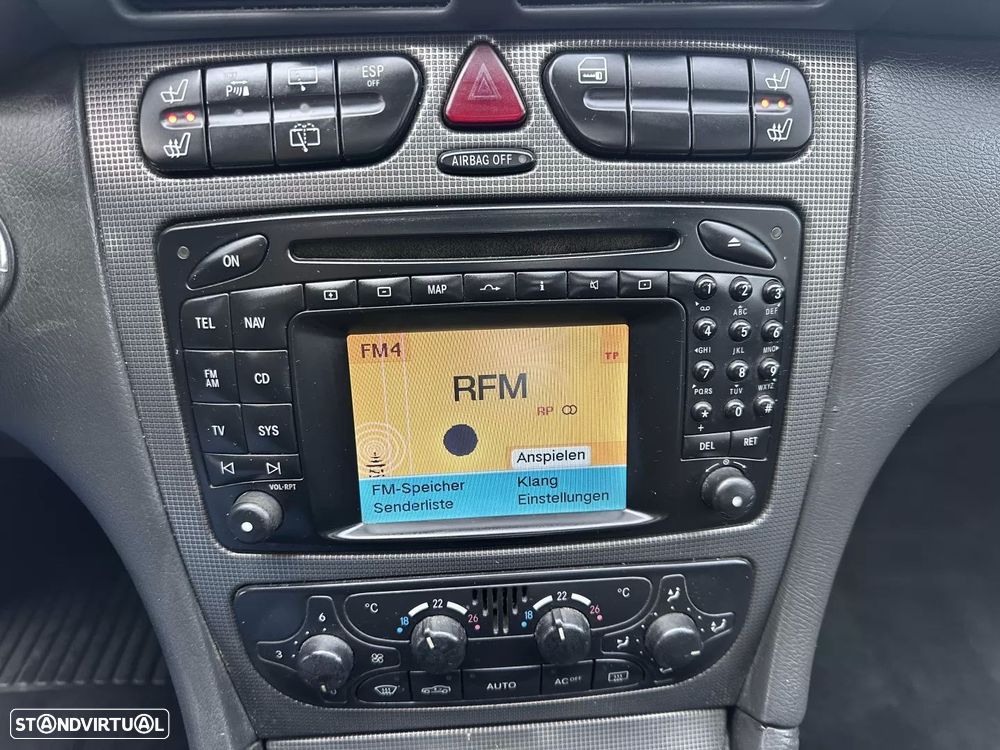 P
ESP
OFF
AIRBAG OFF
ON
MAP
i
TEL NAV
FM
AM
CD
TV SYS
VOL-RPT
1 2 3
ABC DEF
4 5 6
GHI JKL MNO
7 8 9
PQRS TUV WXYZ
* 0 #
+
DEL RET
FM4
TP
RFM
RP
Anspielen
FM-Speicher Klang
Senderliste Einstellungen
°C 22 22 °C
6 18 26 18 26
3
AUTO AC OFF
STANDVIRTUAL